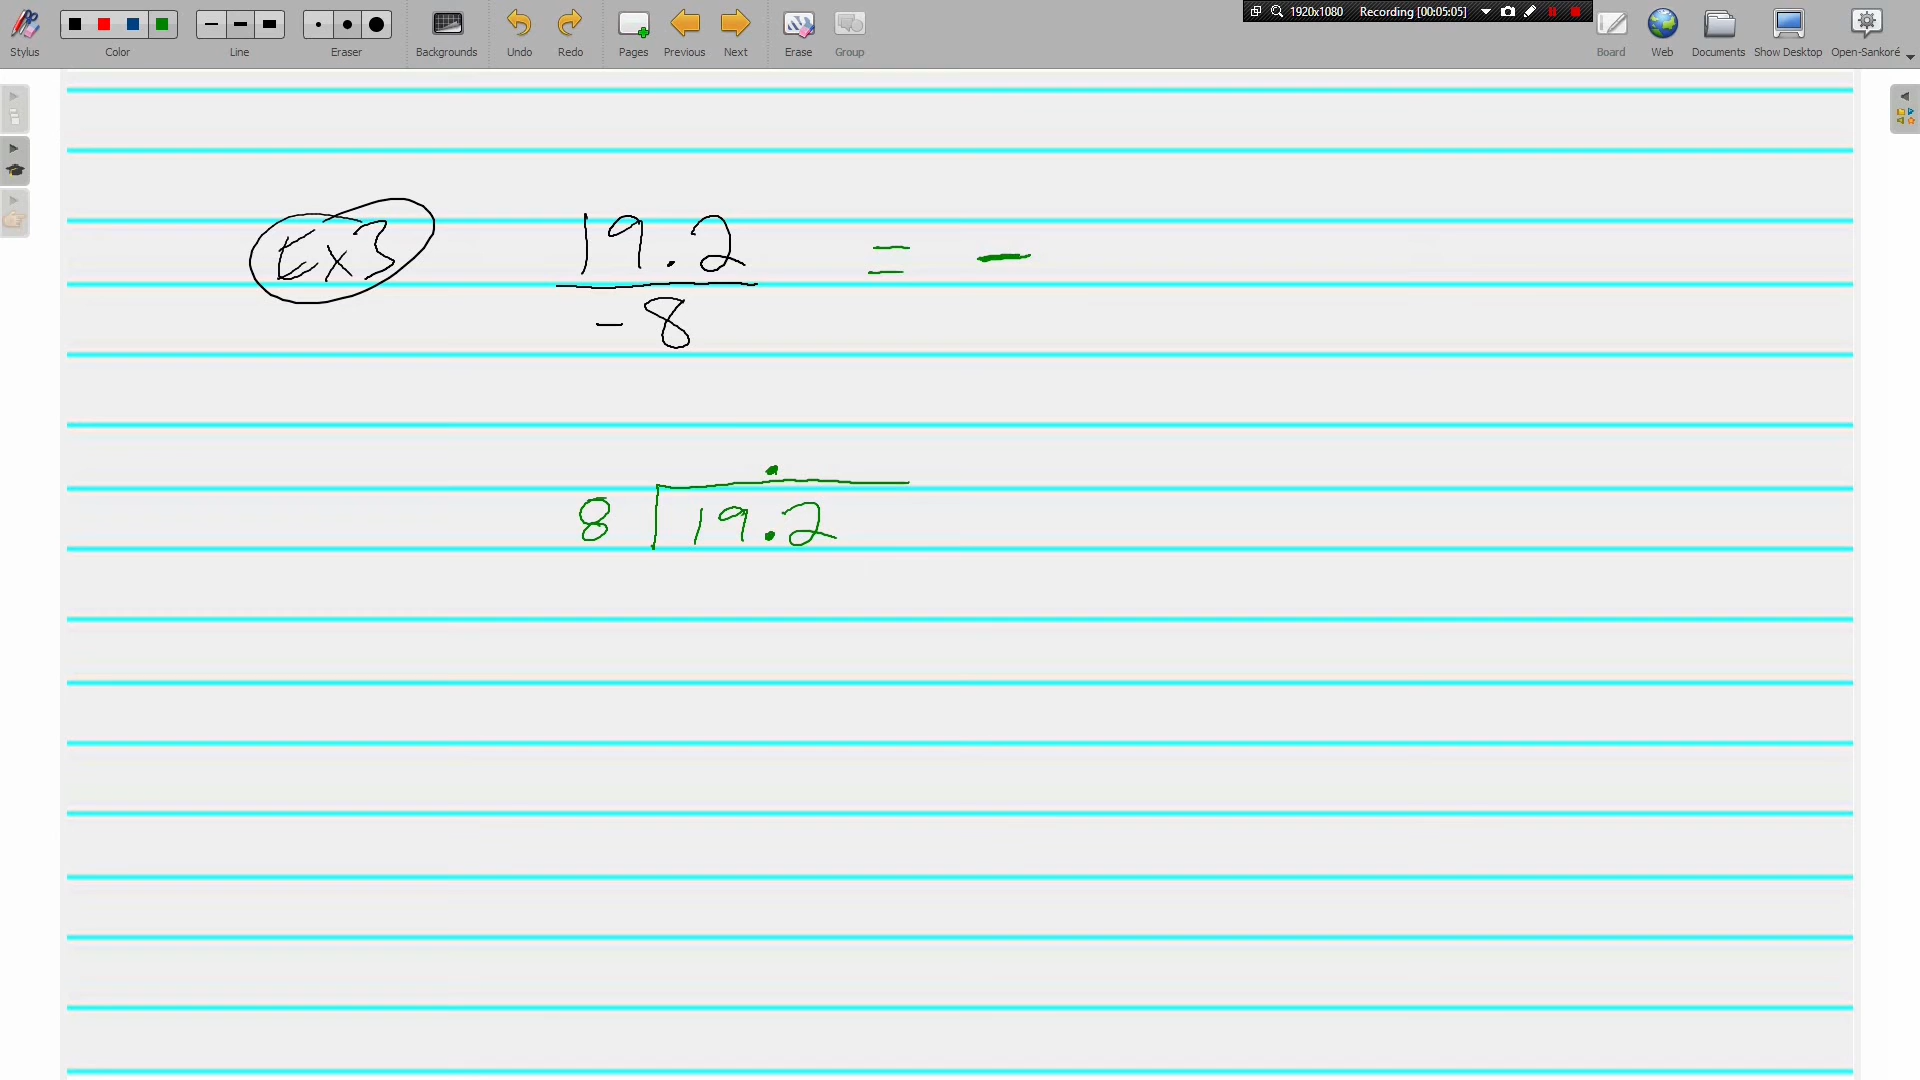 1920x1080 Recording [00:05:05]
Stylus Color Line Eraser Backgrounds Undo Redo Pages Previous Next Erase Group Board Web Documents Show Desktop Open-Sankoré
Ex3 19.2 = -
-8
.
8 19.2